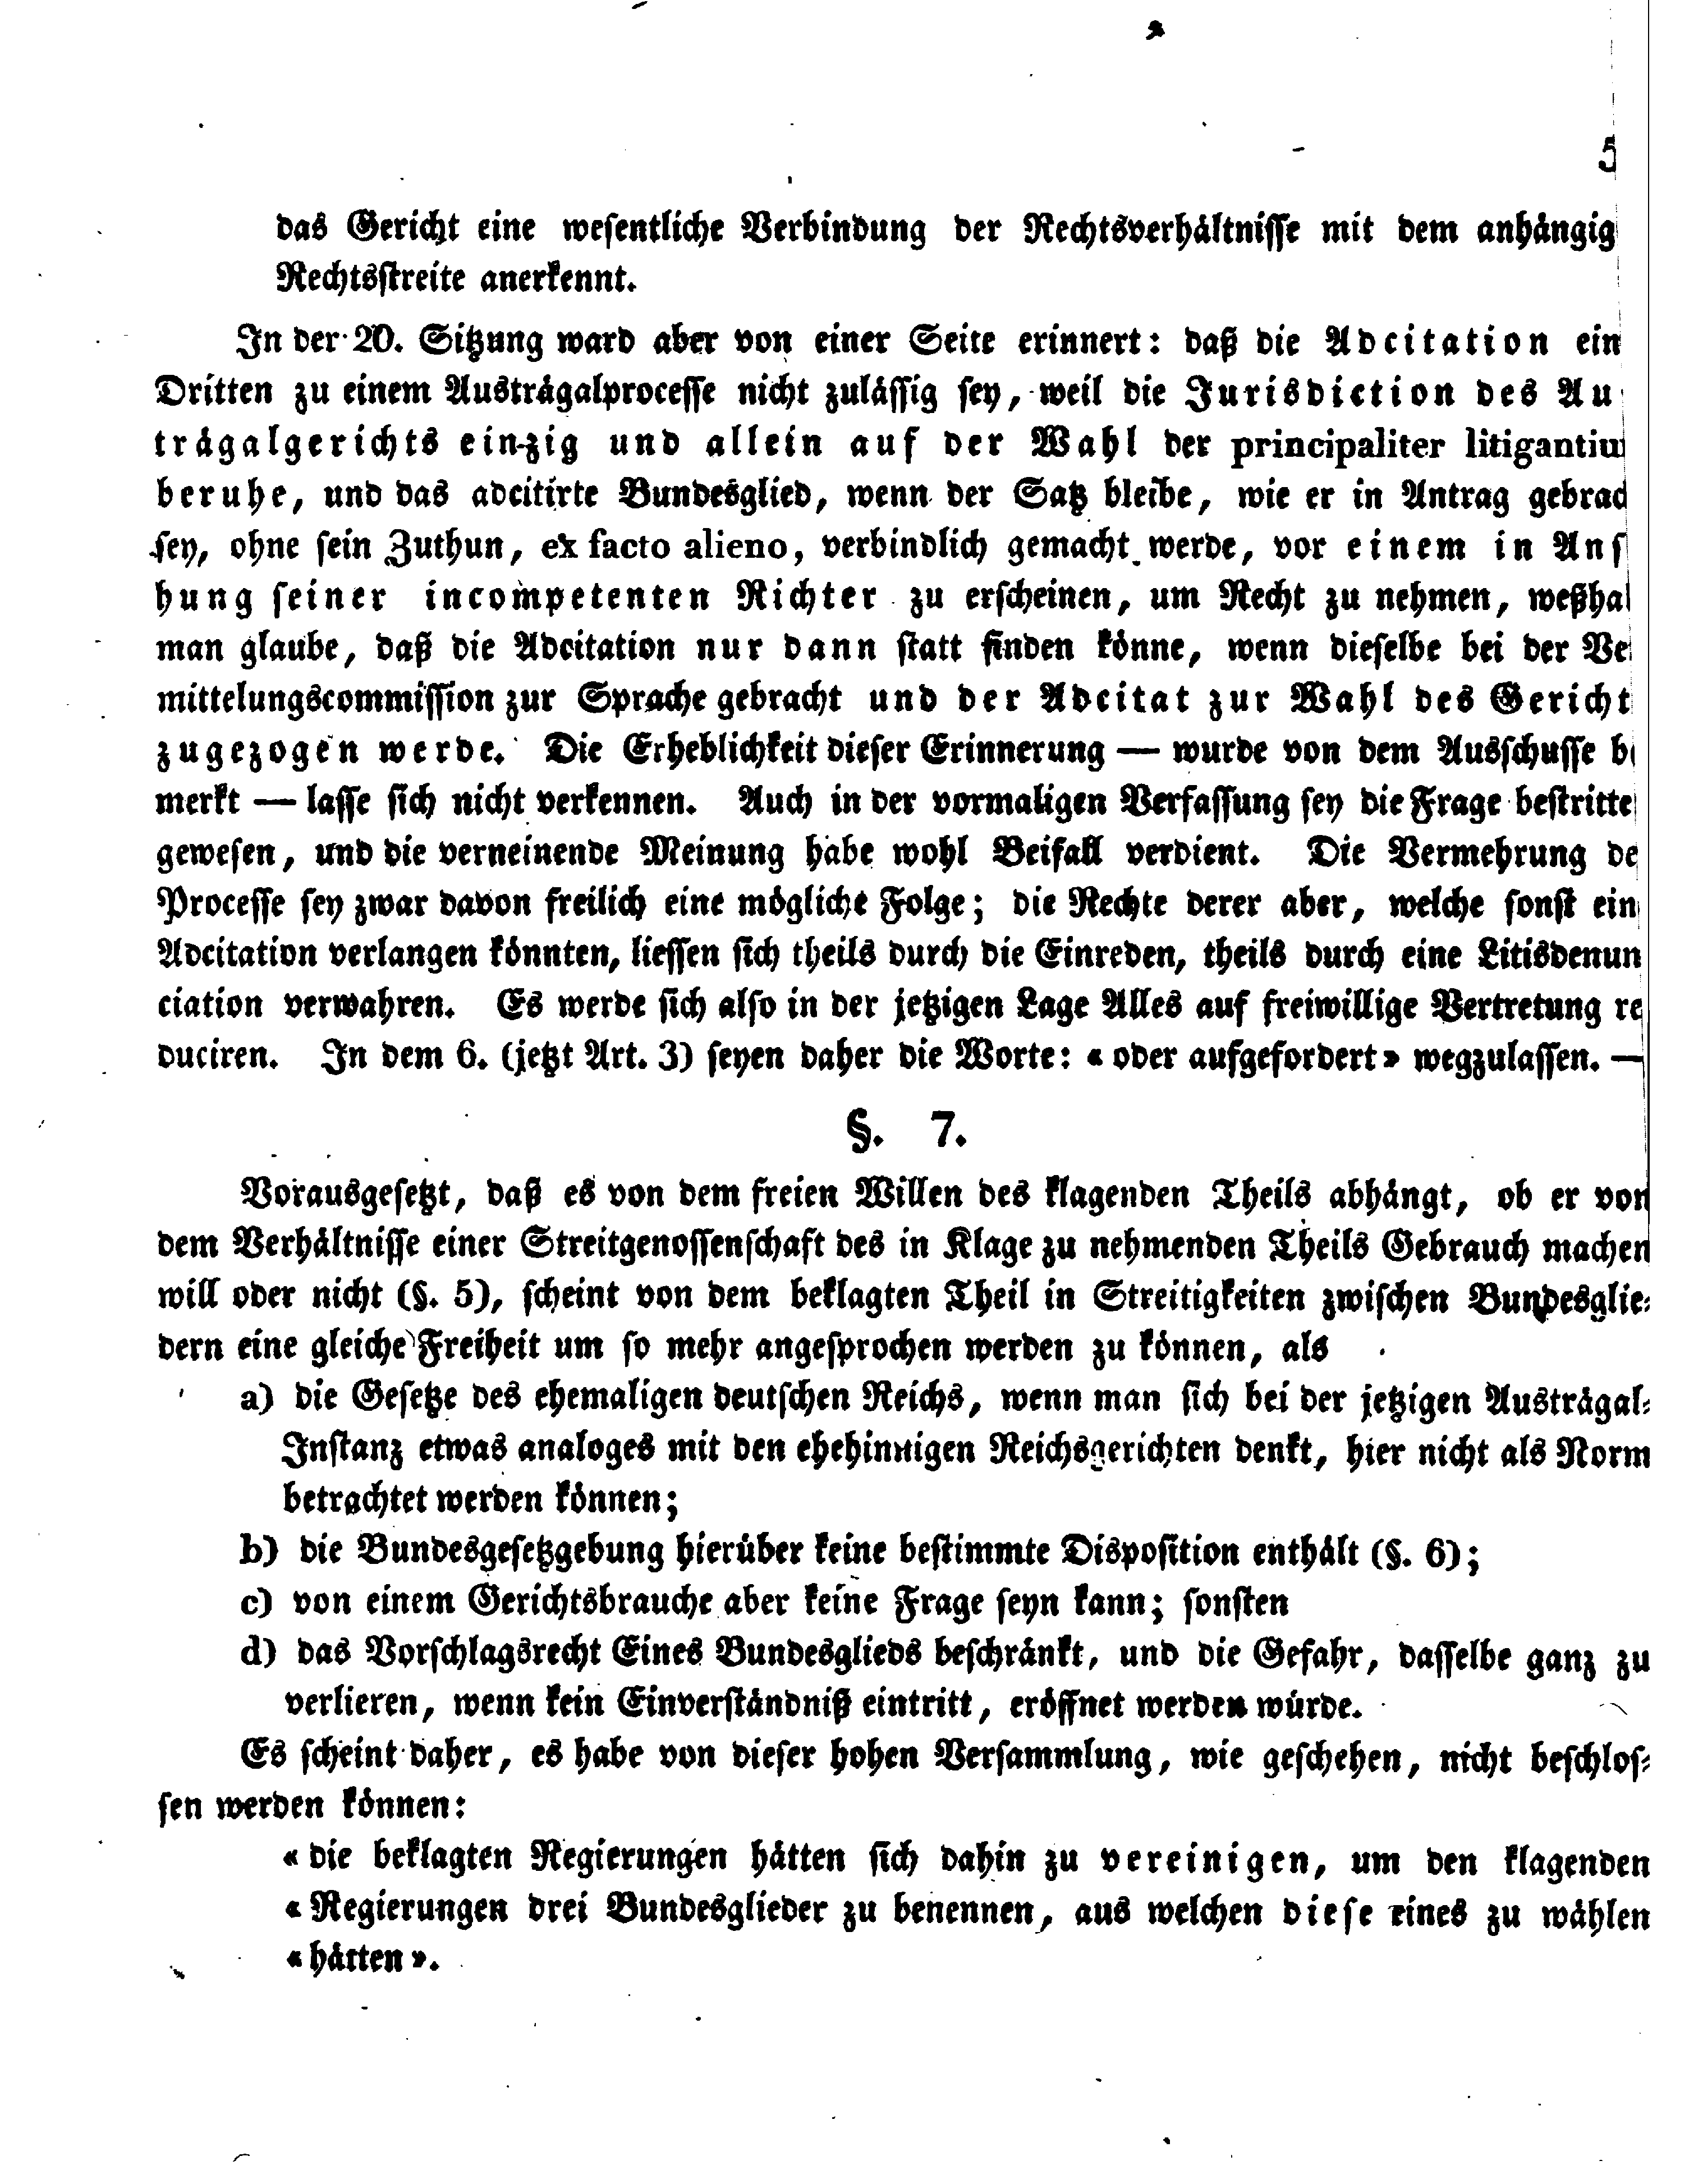 5
das Gericht eine wesentliche Verbindung der Rechtsverhältnisse mit dem anhängig
Rechtsstreite anerkennt.
In der 20. Sitzung ward aber von einer Seite erinnert: daß die Adcitation ein
Dritten zu einem Austrägalprocesse nicht zulässig sey, weil die Jurisdiction des Au
trägalgerichts einzig und allein auf der Wahl der principaliter litigantiu
beruhe, und das adcitirte Bundesglied, wenn der Satz bleibe, wie er in Antrag gebrac
sey, ohne sein Zuthun, ex facto alieno, verbindlich gemacht werde, vor einem in Ans
hung seiner incompetenten Richter zu erscheinen, um Recht zu nehmen, weßhal
man glaube, daß die Adcitation nur dann statt finden könne, wenn dieselbe bei der Ve
mittelungscommission zur Sprache gebracht und der Adcitat zur Wahl des Gericht
zugezogen werde. Die Erheblichkeit dieser Erinnerung — wurde von dem Ausschusse b
merkt — lasse sich nicht verkennen. Auch in der vormaligen Verfassung sey die Frage bestritte
gewesen, und die verneinende Meinung habe wohl Beifall verdient. Die Vermehrung de
Processe sey zwar davon freilich eine mögliche Folge; die Rechte derer aber, welche sonst ein
Adcitation verlangen könnten, liessen sich theils durch die Einreden, theils durch eine Litisdenun
ciation verwahren. Es werde sich also in der jetzigen Lage Alles auf freiwillige Vertretung re
duciren. In dem 6. (jetzt Art. 3) seyen daher die Worte: «oder aufgefordert» wegzulassen. —
§. 7.
Vorausgesetzt, daß es von dem freien Willen des klagenden Theils abhängt, ob er von
dem Verhältnisse einer Streitgenossenschaft des in Klage zu nehmenden Theils Gebrauch machen
will oder nicht (§. 5), scheint von dem beklagten Theil in Streitigkeiten zwischen Bundesglie-
dern eine gleiche Freiheit um so mehr angesprochen werden zu können, als
a) die Gesetze des ehemaligen deutschen Reichs, wenn man sich bei der jetzigen Austrägal-
Instanz etwas analoges mit den ehehinnigen Reichsgerichten denkt, hier nicht als Norm
betrachtet werden können;
b) die Bundesgesetzgebung hierüber keine bestimmte Disposition enthält (§. 6);
c) von einem Gerichtsbrauche aber keine Frage seyn kann; sonsten
d) das Vorschlagsrecht Eines Bundesglieds beschränkt, und die Gefahr, dasselbe ganz zu
verlieren, wenn kein Einverständniß eintritt, eröffnet werden würde.
Es scheint daher, es habe von dieser hohen Versammlung, wie geschehen, nicht beschlos-
sen werden können:
«die beklagten Regierungen hätten sich dahin zu vereinigen, um den klagenden
«Regierungen drei Bundesglieder zu benennen, aus welchen diese eines zu wählen
«hätten».